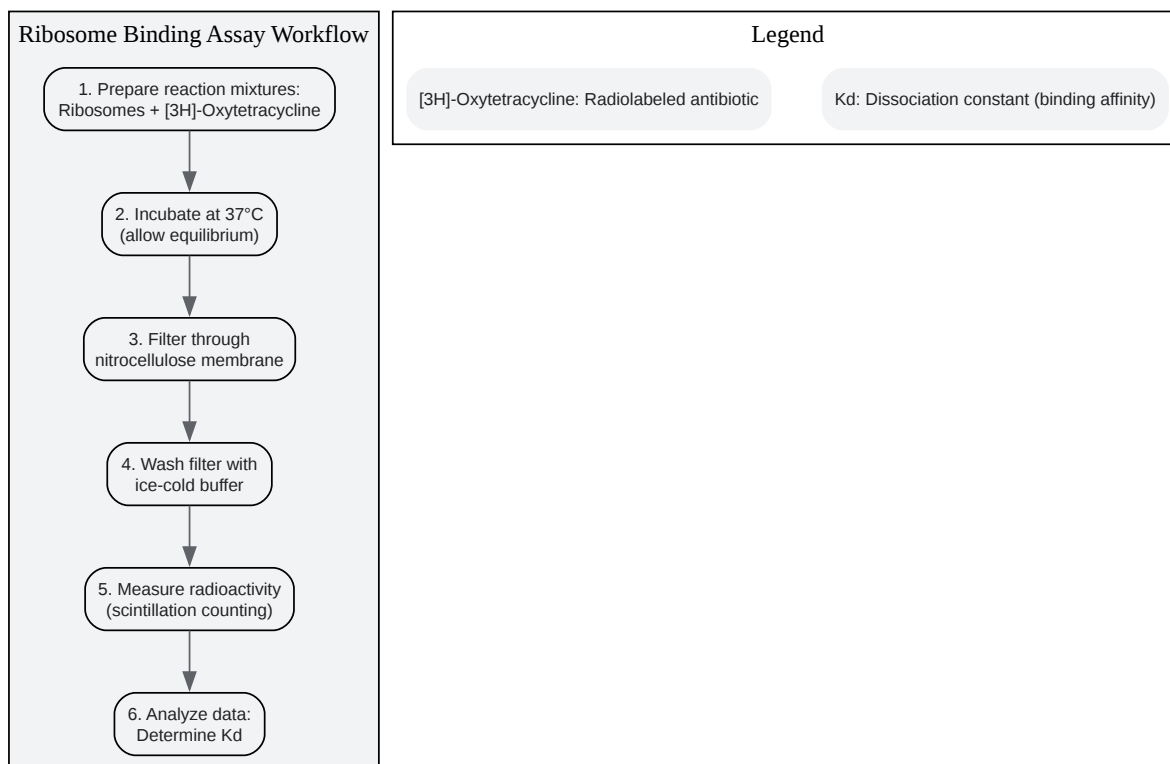 Ribosome Binding Assay Workflow
1. Prepare reaction mixtures:
Ribosomes + [3H]-Oxytetracycline
2. Incubate at 37°C
(allow equilibrium)
3. Filter through
nitrocellulose membrane
4. Wash filter with
ice-cold buffer
5. Measure radioactivity
(scintillation counting)
6. Analyze data:
Determine Kd
Legend
[3H]-Oxytetracycline: Radiolabeled antibiotic
Kd: Dissociation constant (binding affinity)